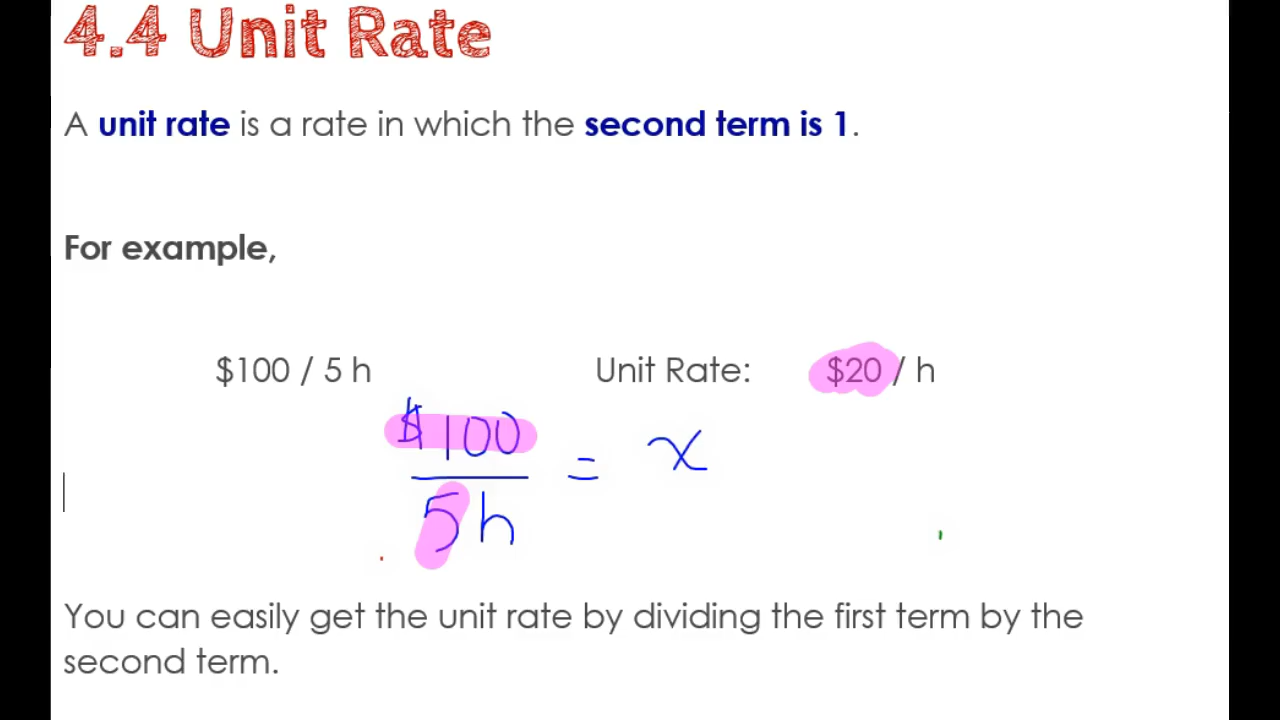 4.4 Unit Rate
A unit rate is a rate in which the second term is 1.
For example,
$100 / 5 h Unit Rate: $20 / h
$100
= x
5h
You can easily get the unit rate by dividing the first term by the
second term.